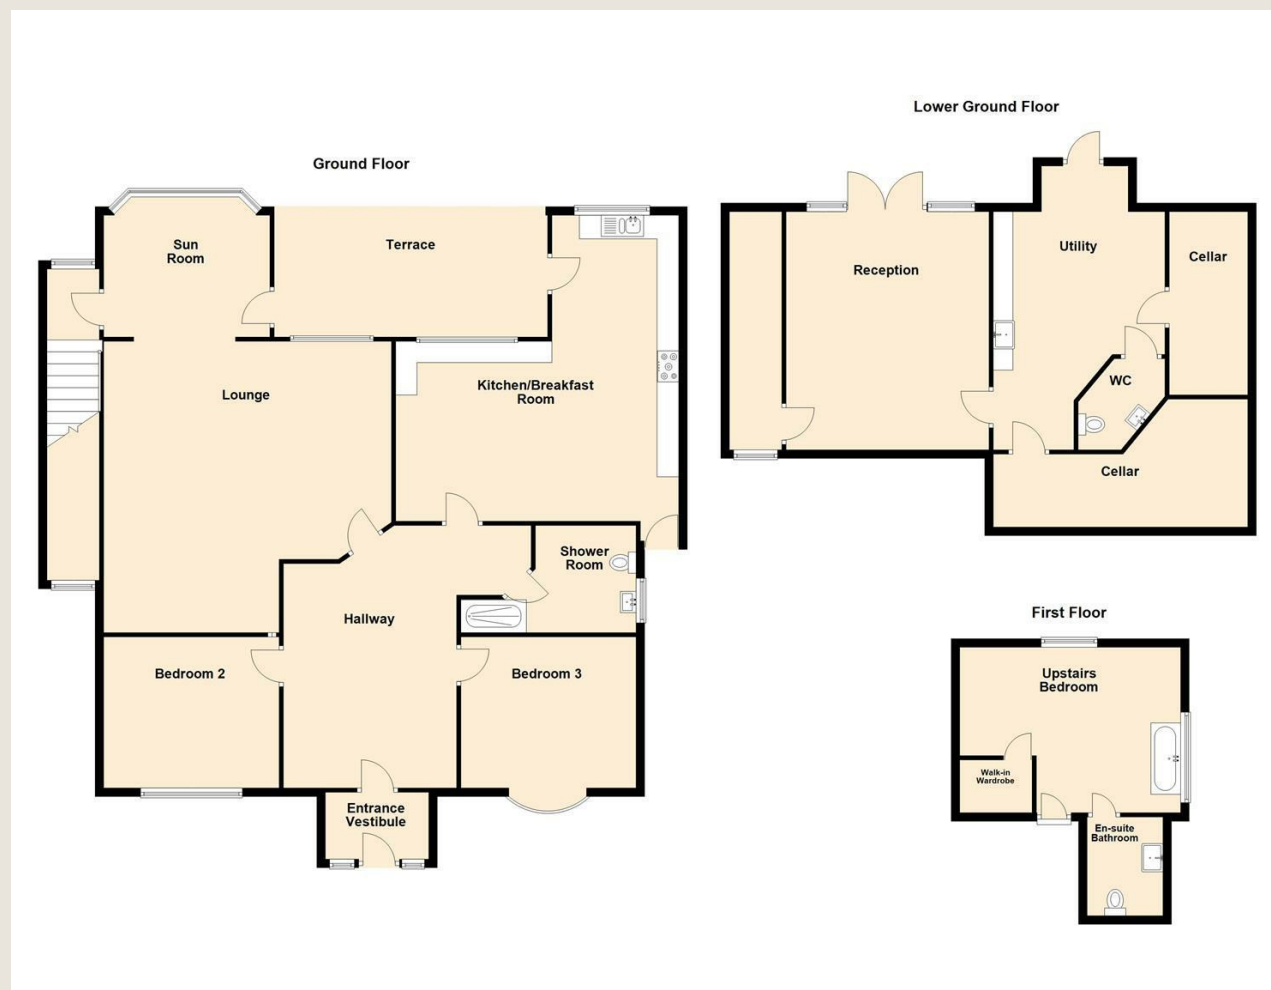 Ground Floor
Sun
Room
Terrace
Lounge
Kitchen/Breakfast
Room
Shower
Room
Hallway
Bedroom 2
Bedroom 3
Entrance
Vestibule
Lower Ground Floor
Reception
Utility
Cellar
WC
Cellar
First Floor
Upstairs
Bedroom
Walk-in
Wardrobe
En-suite
Bathroom